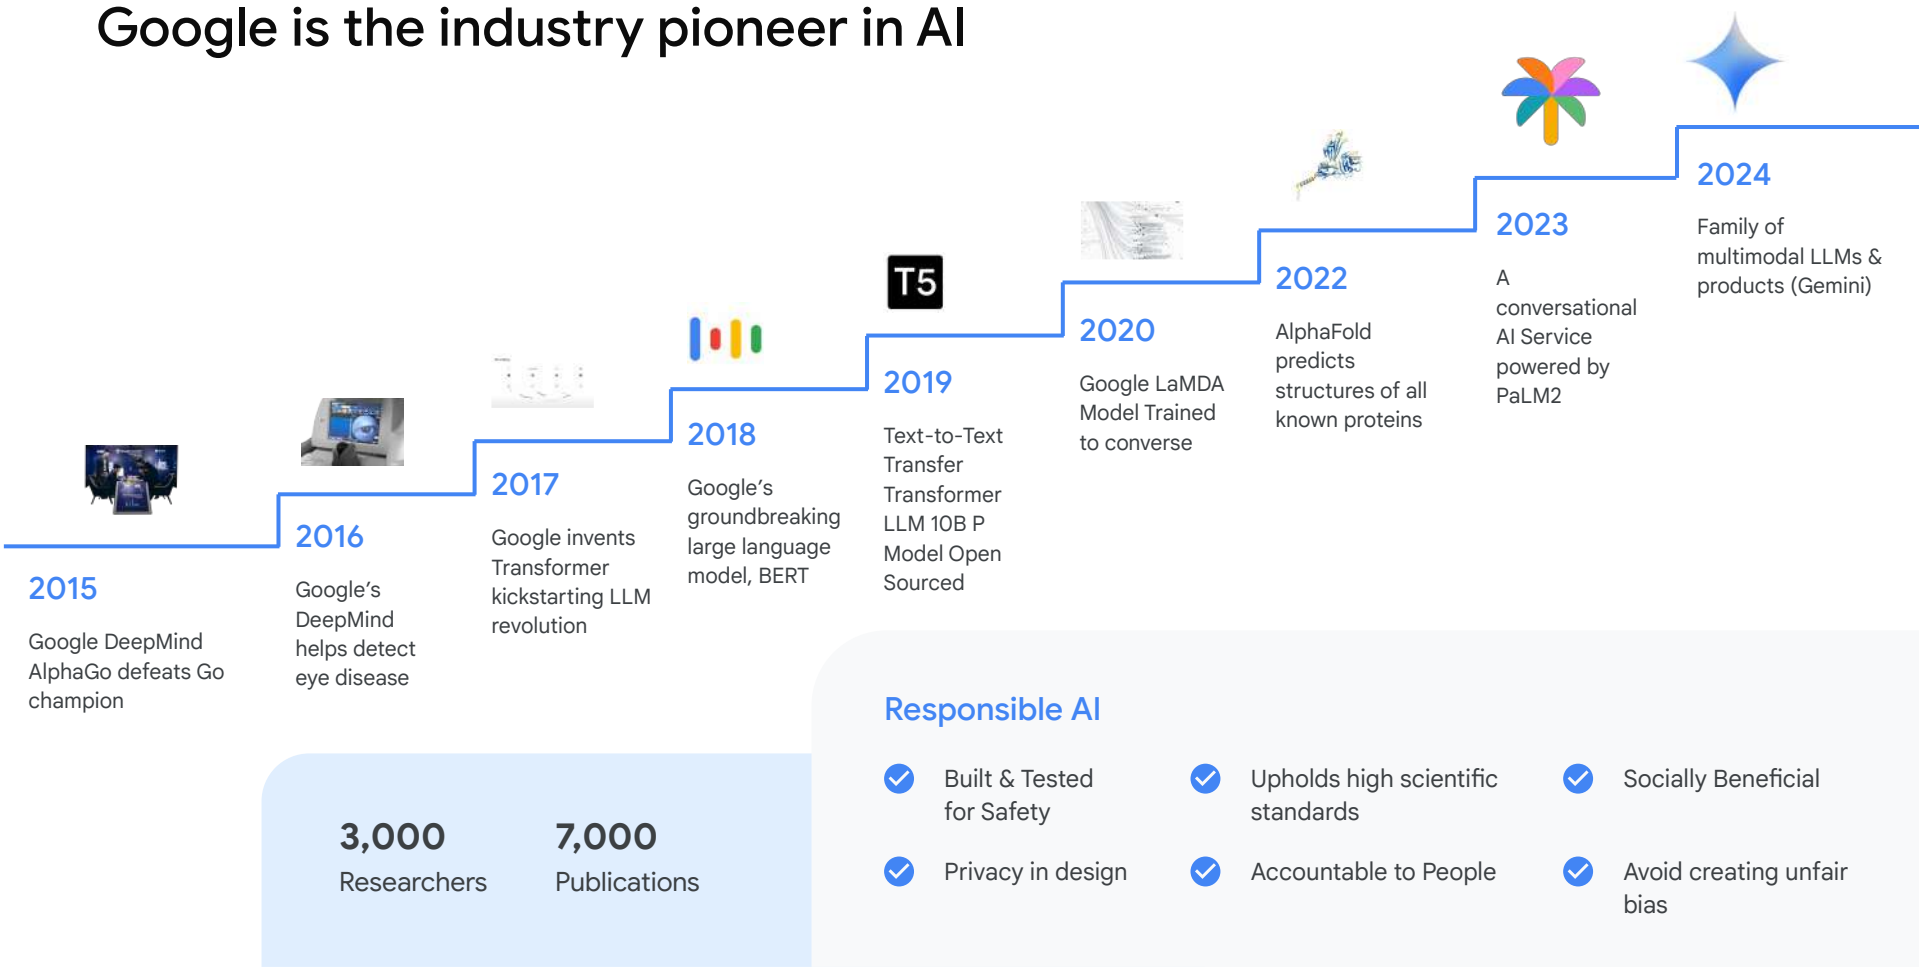 Google is the industry pioneer in AI
2015
Google DeepMind
AlphaGo defeats Go
champion
2016
Google's
DeepMind
helps detect
eye disease
2017
Google invents
Transformer
kickstarting LLM
revolution
2018
Google's
groundbreaking
large language
model, BERT
T5
2019
Text-to-Text
Transfer
Transformer
LLM 10B P
Model Open
Sourced
2020
Google LaMDA
Model Trained
to converse
2022
AlphaFold
predicts
structures of all
known proteins
2023
A
conversational
AI Service
powered by
PaLM2
2024
Family of
multimodal LLMs &
products (Gemini)
3,000
Researchers
7,000
Publications
Responsible AI
Built & Tested
for Safety
Upholds high scientific
standards
Socially Beneficial
Privacy in design
Accountable to People
Avoid creating unfair
bias